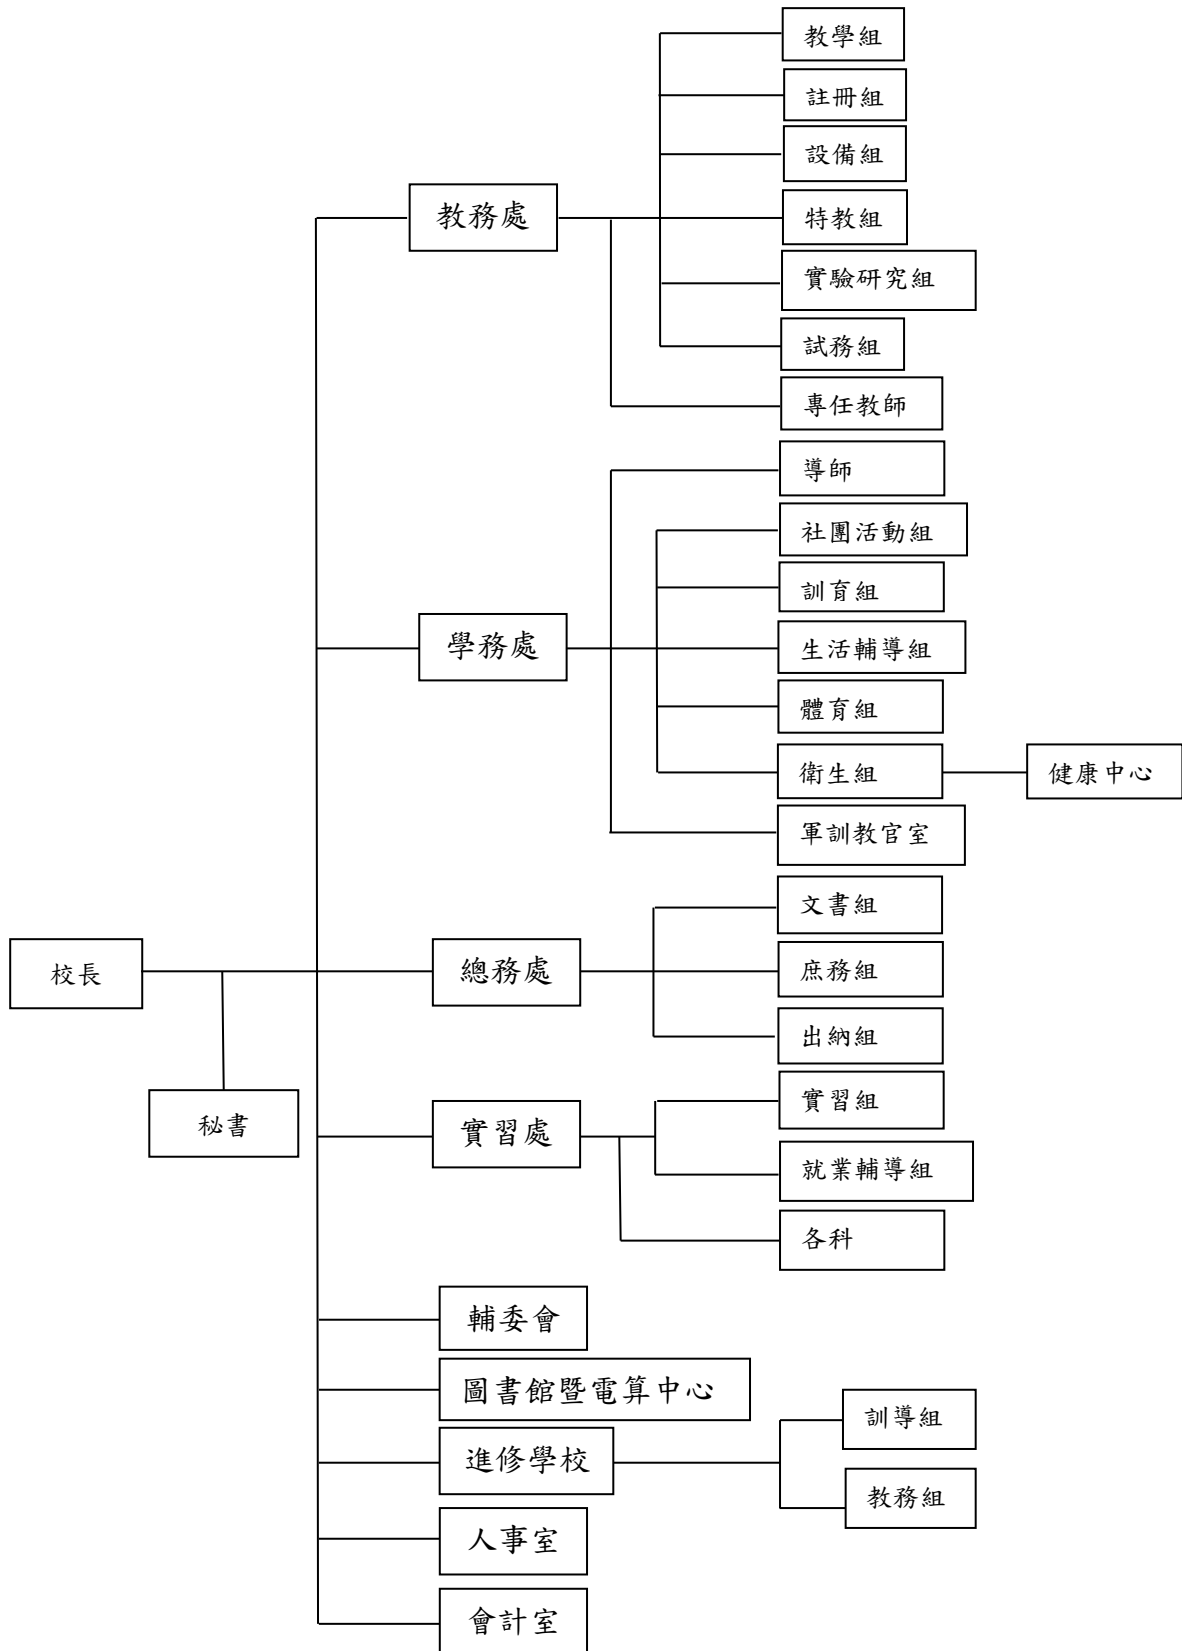 教學組
註冊組
設備組
教務處
特教組
實驗研究組
試務組
專任教師
導師
社團活動組
訓育組
學務處
生活輔導組
體育組
衛生組
健康中心
軍訓教官室
文書組
校長
總務處
庶務組
出納組
秘書
實習處
實習組
就業輔導組
各科
輔委會
圖書館暨電算中心
訓導組
進修學校
教務組
人事室
會計室